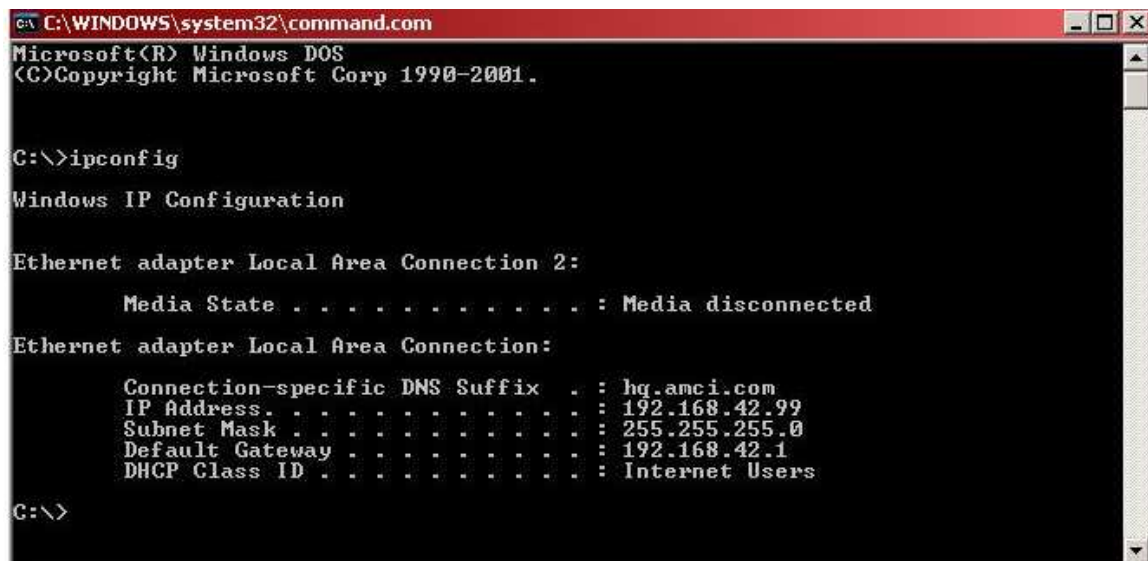 C:\WINDOWS\system32\command.com
Microsoft(R) Windows DOS
(C)Copyright Microsoft Corp 1990-2001.
C:\>ipconfig
Windows IP Configuration
Ethernet adapter Local Area Connection 2:
Media State . . . . . . . . . . . : Media disconnected
Ethernet adapter Local Area Connection:
Connection-specific DNS Suffix  . : hq.amci.com
IP Address. . . . . . . . . . . . : 192.168.42.99
Subnet Mask . . . . . . . . . . . : 255.255.255.0
Default Gateway . . . . . . . . . : 192.168.42.1
DHCP Class ID . . . . . . . . . . : Internet Users
C:\>